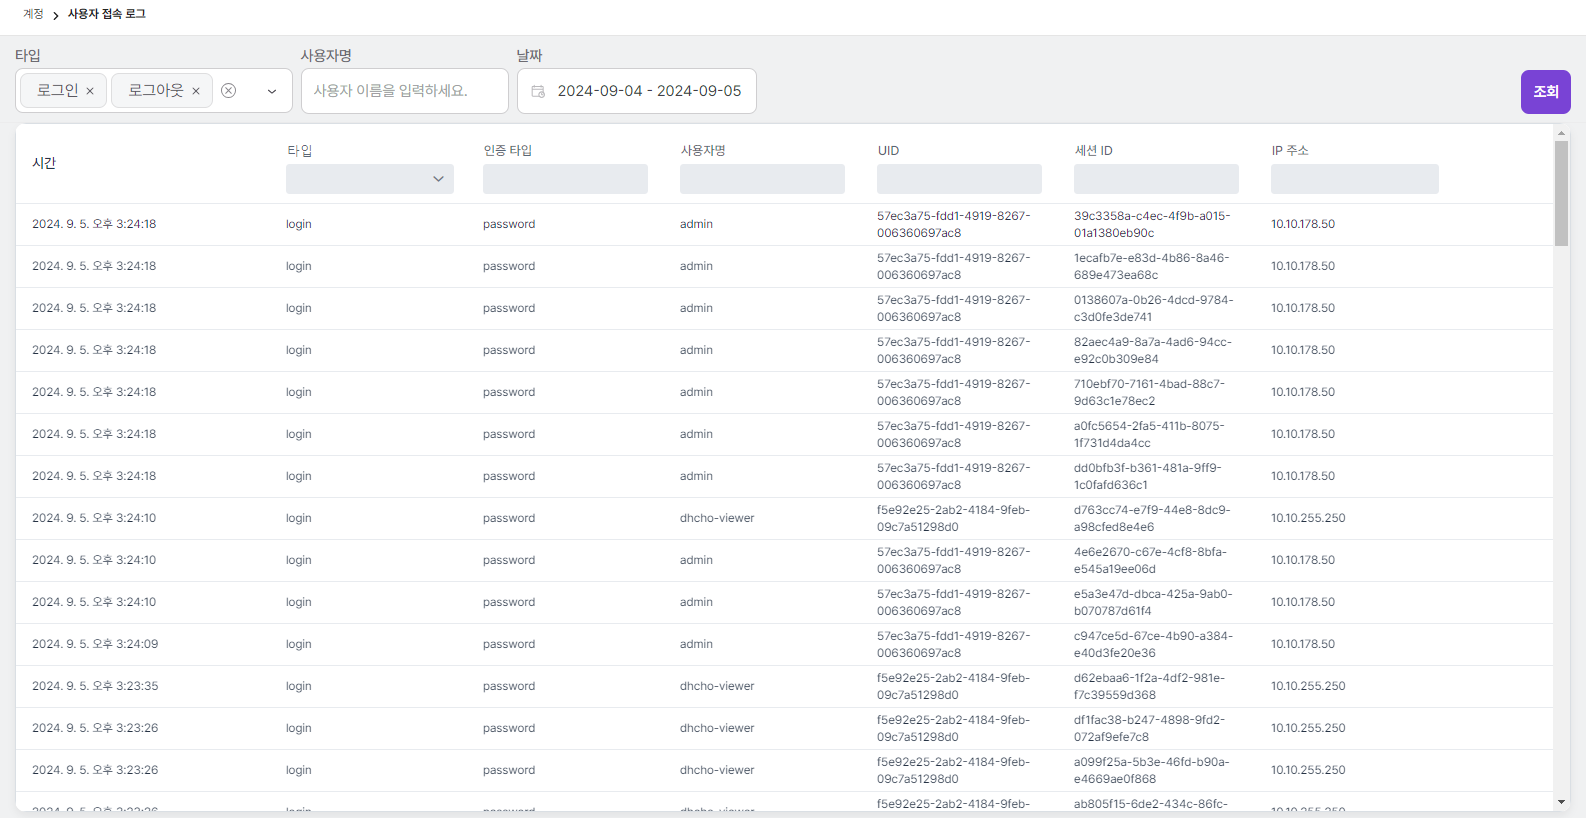 계정 > 사용자 접속 로그
타입 사용자명 날짜
로그인 × 로그아웃 × 사용자 이름을 입력하세요. 2024-09-04 - 2024-09-05 조회
시간 타입 인증 타입 사용자명 UID 세션 ID IP 주소
2024. 9. 5. 오후 3:24:18 login password admin 57ec3a75-fdd1-4919-8267-006360697ac8 39c3358a-c4ec-4f9b-a015-01a1380eb90c 10.10.178.50
2024. 9. 5. 오후 3:24:18 login password admin 57ec3a75-fdd1-4919-8267-006360697ac8 1ecafb7e-e83d-4b86-8a46-689e473ea68c 10.10.178.50
2024. 9. 5. 오후 3:24:18 login password admin 57ec3a75-fdd1-4919-8267-006360697ac8 0138607a-0b26-4dcd-9784-c3d0fe3de741 10.10.178.50
2024. 9. 5. 오후 3:24:18 login password admin 57ec3a75-fdd1-4919-8267-006360697ac8 82aec4a9-8a7a-4ad6-94cc-e92c0b309e84 10.10.178.50
2024. 9. 5. 오후 3:24:18 login password admin 57ec3a75-fdd1-4919-8267-006360697ac8 710ebf70-7161-4bad-88c7-9d63c1e78ec2 10.10.178.50
2024. 9. 5. 오후 3:24:18 login password admin 57ec3a75-fdd1-4919-8267-006360697ac8 a0fc5654-2fa5-411b-8075-1f731d4da4cc 10.10.178.50
2024. 9. 5. 오후 3:24:18 login password admin 57ec3a75-fdd1-4919-8267-006360697ac8 dd0bfb3f-b361-481a-9ff9-1c0fafd636c1 10.10.178.50
2024. 9. 5. 오후 3:24:10 login password dhcho-viewer f5e92e25-2ab2-4184-9feb-09c7a51298d0 d763cc74-e7f9-44e8-8dc9-a98cfed8e4e6 10.10.255.250
2024. 9. 5. 오후 3:24:10 login password admin 57ec3a75-fdd1-4919-8267-006360697ac8 4e6e2670-c67e-4cf8-8bfa-e545a19ee06d 10.10.178.50
2024. 9. 5. 오후 3:24:10 login password admin 57ec3a75-fdd1-4919-8267-006360697ac8 e5a3e47d-dbca-425a-9ab0-b070787d61f4 10.10.178.50
2024. 9. 5. 오후 3:24:09 login password admin 57ec3a75-fdd1-4919-8267-006360697ac8 c947ce5d-67ce-4b90-a384-e40d3fe20e36 10.10.178.50
2024. 9. 5. 오후 3:23:35 login password dhcho-viewer f5e92e25-2ab2-4184-9feb-09c7a51298d0 d62ebaa6-1f2a-4df2-981e-f7c39559d368 10.10.255.250
2024. 9. 5. 오후 3:23:26 login password dhcho-viewer f5e92e25-2ab2-4184-9feb-09c7a51298d0 df1fac38-b247-4898-9fd2-072af9efe7c8 10.10.255.250
2024. 9. 5. 오후 3:23:26 login password dhcho-viewer f5e92e25-2ab2-4184-9feb-09c7a51298d0 a099f25a-5b3e-46fd-b90a-e4669ae0f868 10.10.255.250
2024. 9. 5. 오후 3:23:26 login password dhcho-viewer f5e92e25-2ab2-4184-9feb- ab805f15-6de2-434c-86fc- 10.10.255.250